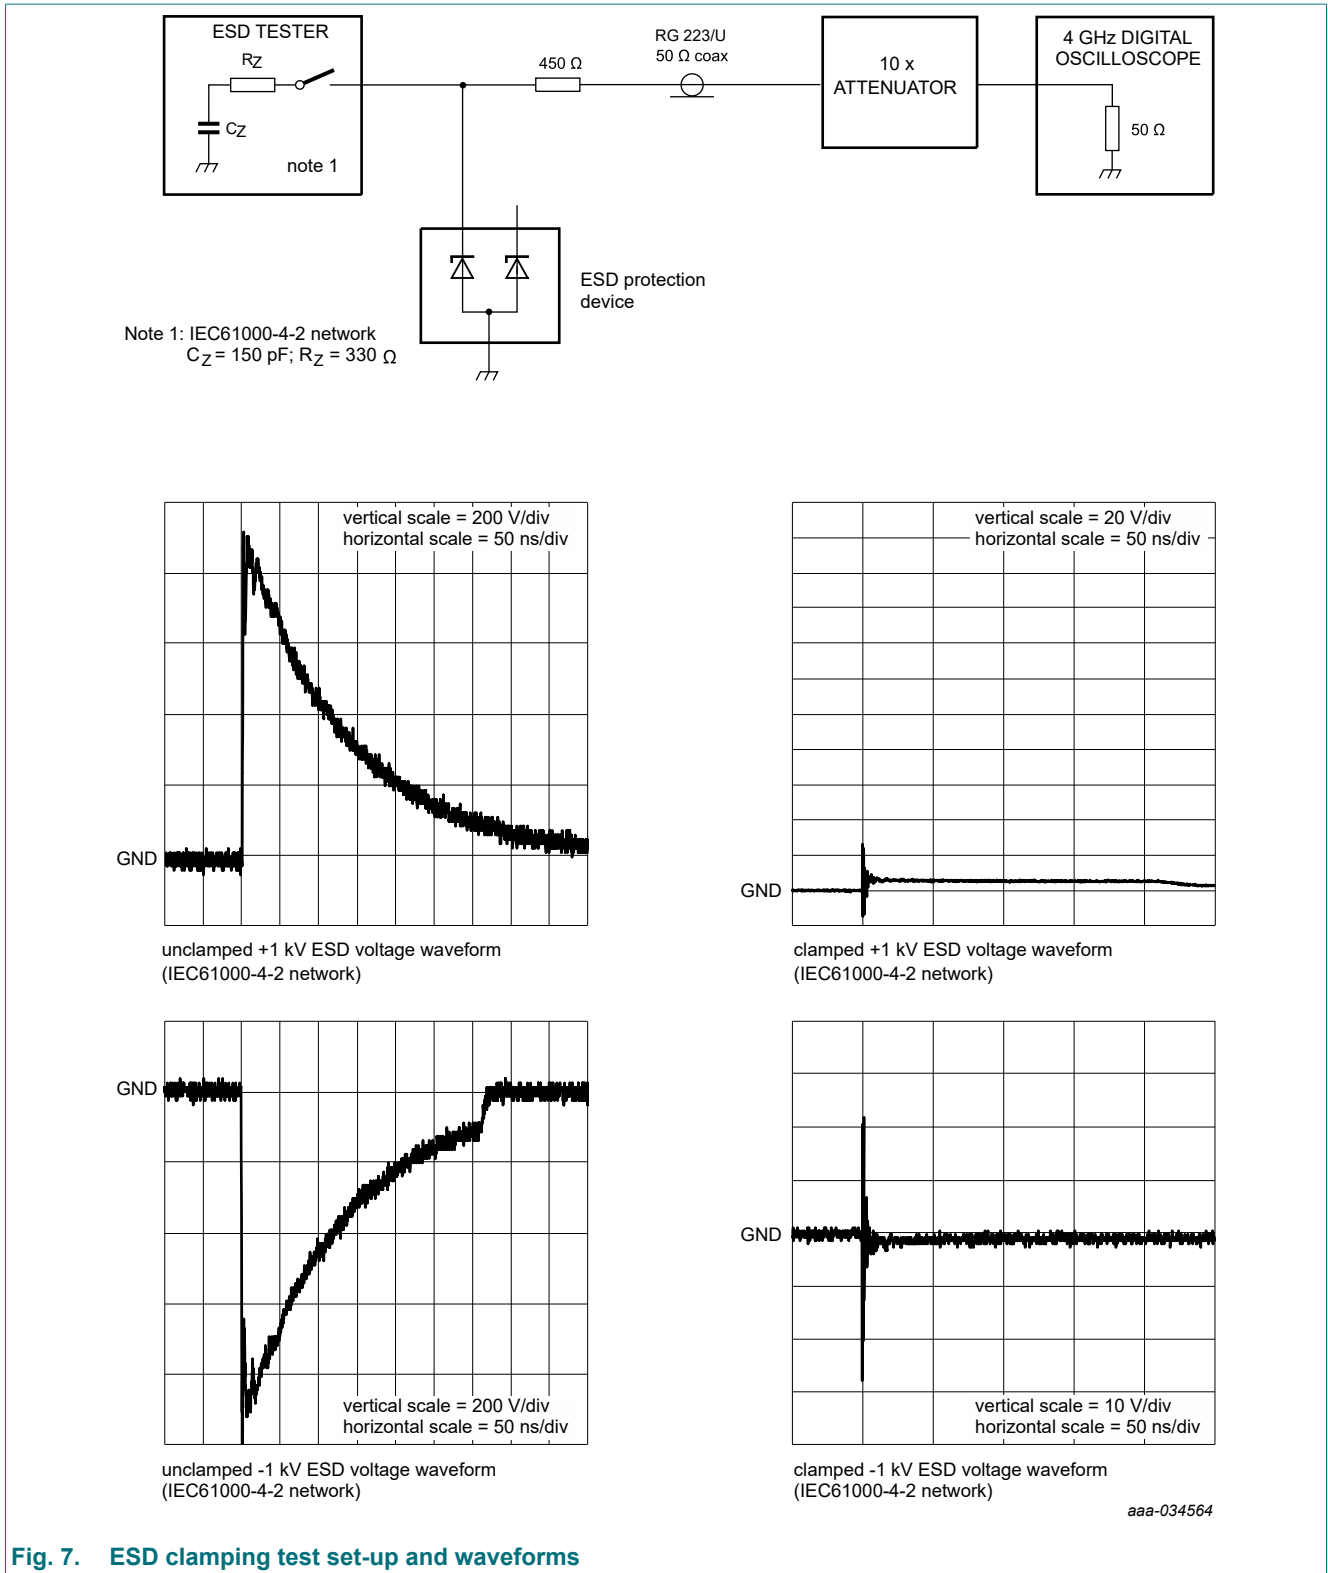 ESD TESTER
RZ
CZ
note 1
450 Ω
RG 223/U
50 Ω coax
10 x
ATTENUATOR
4 GHz DIGITAL
OSCILLOSCOPE
50 Ω
ESD protection
device
Note 1: IEC61000-4-2 network
CZ = 150 pF; RZ = 330 Ω
vertical scale = 200 V/div
horizontal scale = 50 ns/div
GND
unclamped +1 kV ESD voltage waveform
(IEC61000-4-2 network)
vertical scale = 20 V/div
horizontal scale = 50 ns/div
GND
clamped +1 kV ESD voltage waveform
(IEC61000-4-2 network)
GND
vertical scale = 200 V/div
horizontal scale = 50 ns/div
unclamped -1 kV ESD voltage waveform
(IEC61000-4-2 network)
GND
vertical scale = 10 V/div
horizontal scale = 50 ns/div
clamped -1 kV ESD voltage waveform
(IEC61000-4-2 network)
aaa-034564
Fig. 7. ESD clamping test set-up and waveforms